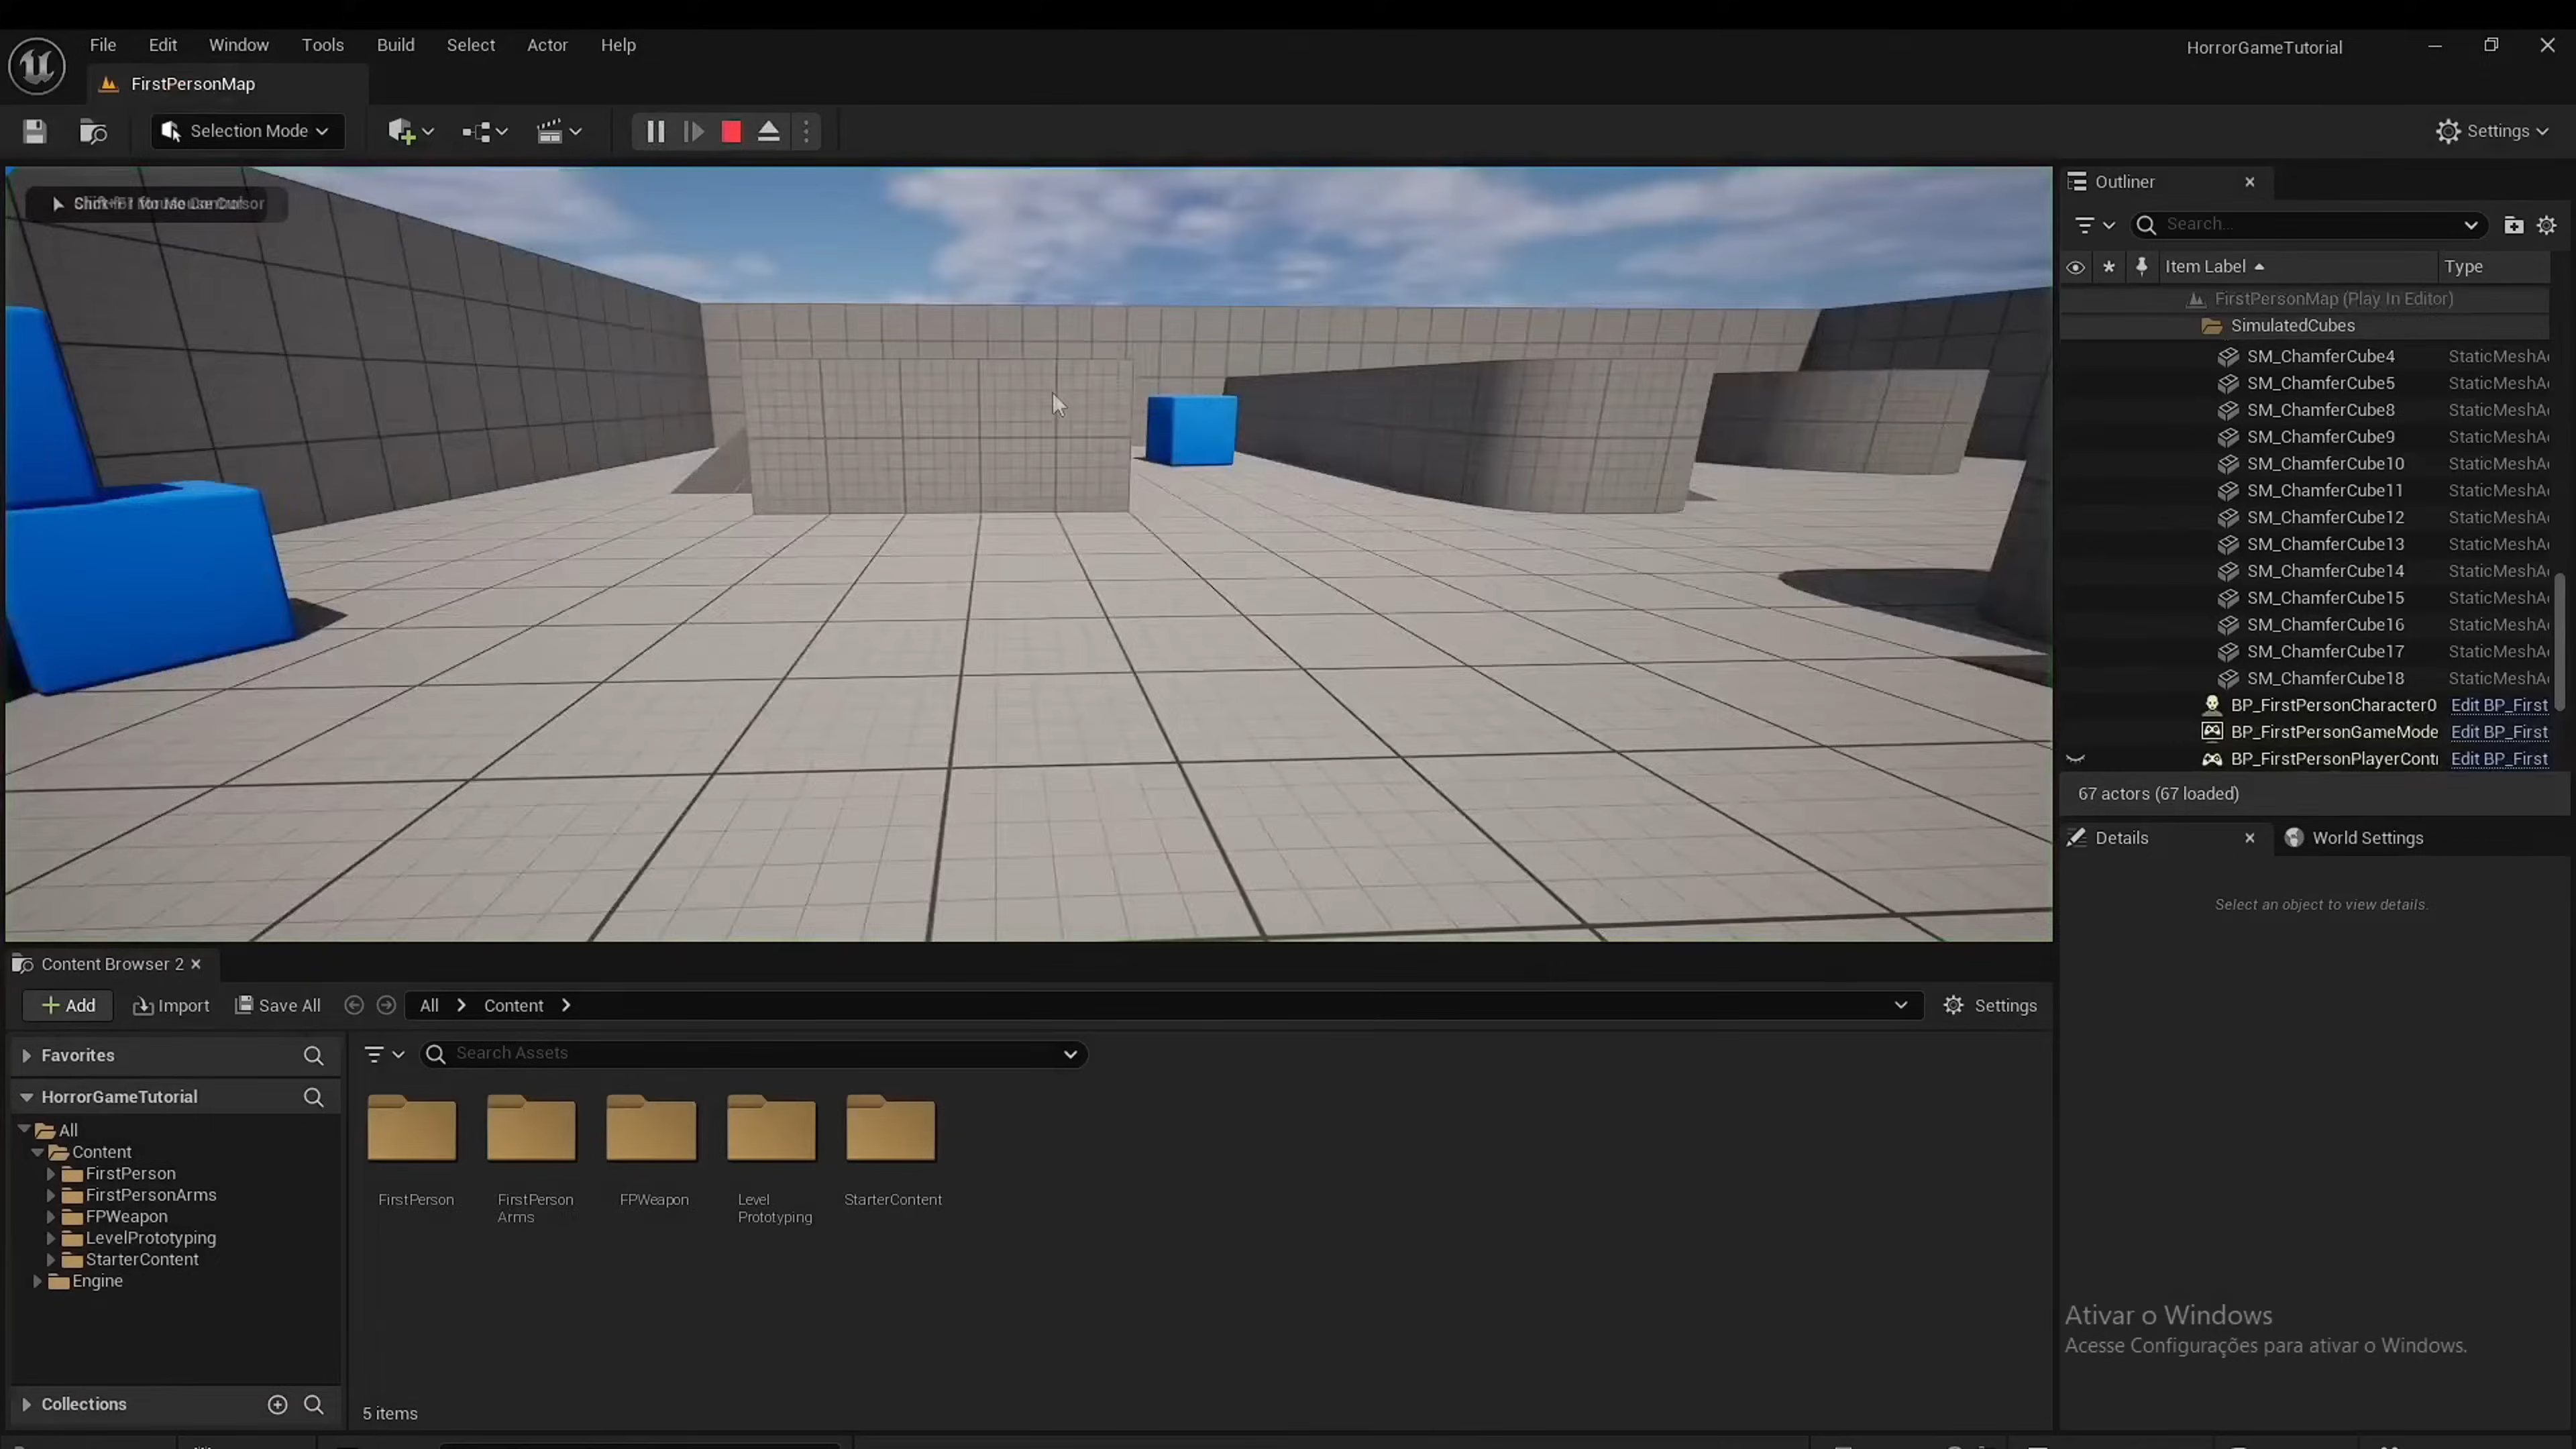 File Edit Window Tools Build Select Actor Help
HorrorGameTutorial
FirstPersonMap
Selection Mode
Settings
Outliner
Search...
Item Label Type
FirstPersonMap (Play In Editor)
SimulatedCubes
SM_ChamferCube4 StaticMeshA
SM_ChamferCube5 StaticMeshA
SM_ChamferCube8 StaticMeshA
SM_ChamferCube9 StaticMeshA
SM_ChamferCube10 StaticMeshA
SM_ChamferCube11 StaticMeshA
SM_ChamferCube12 StaticMeshA
SM_ChamferCube13 StaticMeshA
SM_ChamferCube14 StaticMeshA
SM_ChamferCube15 StaticMeshA
SM_ChamferCube16 StaticMeshA
SM_ChamferCube17 StaticMeshA
SM_ChamferCube18 StaticMeshA
BP_FirstPersonCharacter0 Edit BP_First
BP_FirstPersonGameMode Edit BP_First
BP_FirstPersonPlayerCont Edit BP_First
67 actors (67 loaded)
Details World Settings
Select an object to view details.
Content Browser 2
Add Import Save All All Content Settings
Favorites
Search Assets
HorrorGameTutorial
All
Content
FirstPerson
FirstPersonArms
FPWeapon
LevelPrototyping
StarterContent
Engine
Collections
FirstPerson
FirstPerson
Arms
FPWeapon
Level
Prototyping
StarterContent
5 items
Ativar o Windows
Acesse Configurações para ativar o Windows.